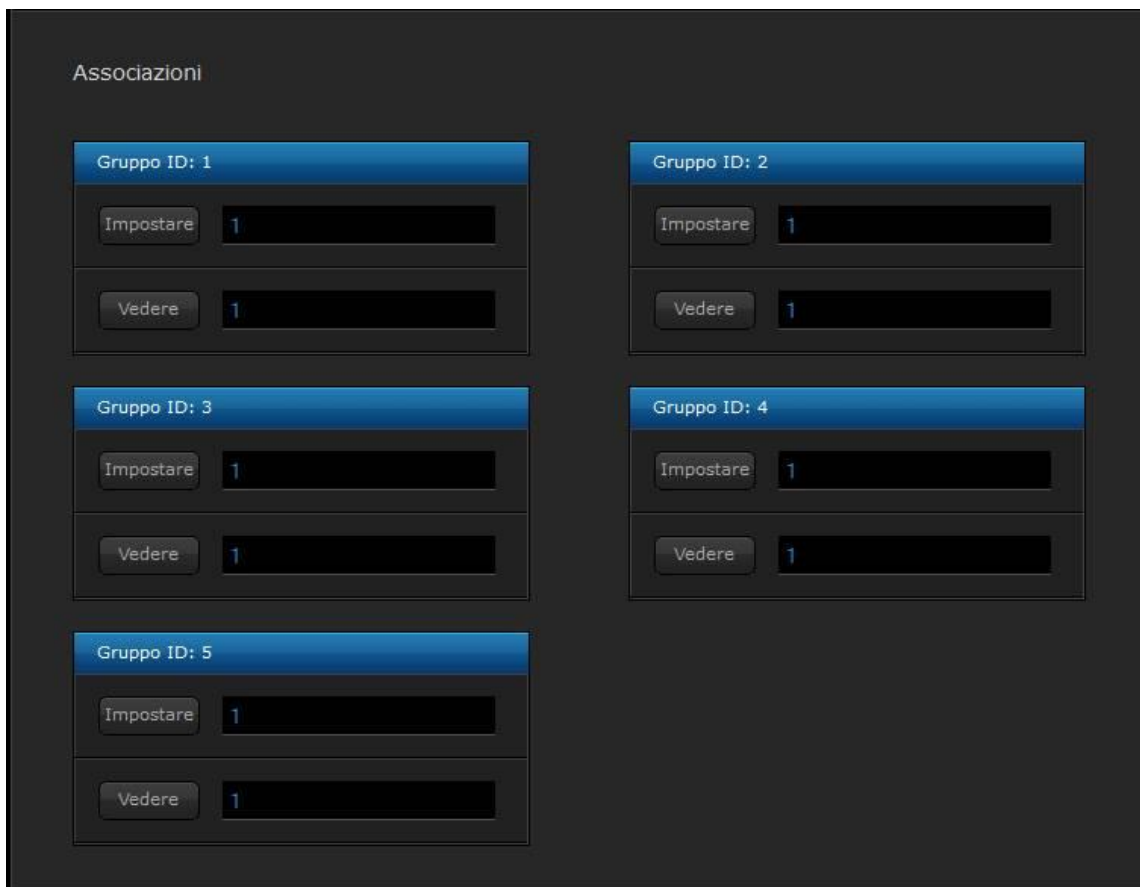 Associazioni
Gruppo ID: 1
Impostare 1
Vedere 1
Gruppo ID: 2
Impostare 1
Vedere 1
Gruppo ID: 3
Impostare 1
Vedere 1
Gruppo ID: 4
Impostare 1
Vedere 1
Gruppo ID: 5
Impostare 1
Vedere 1